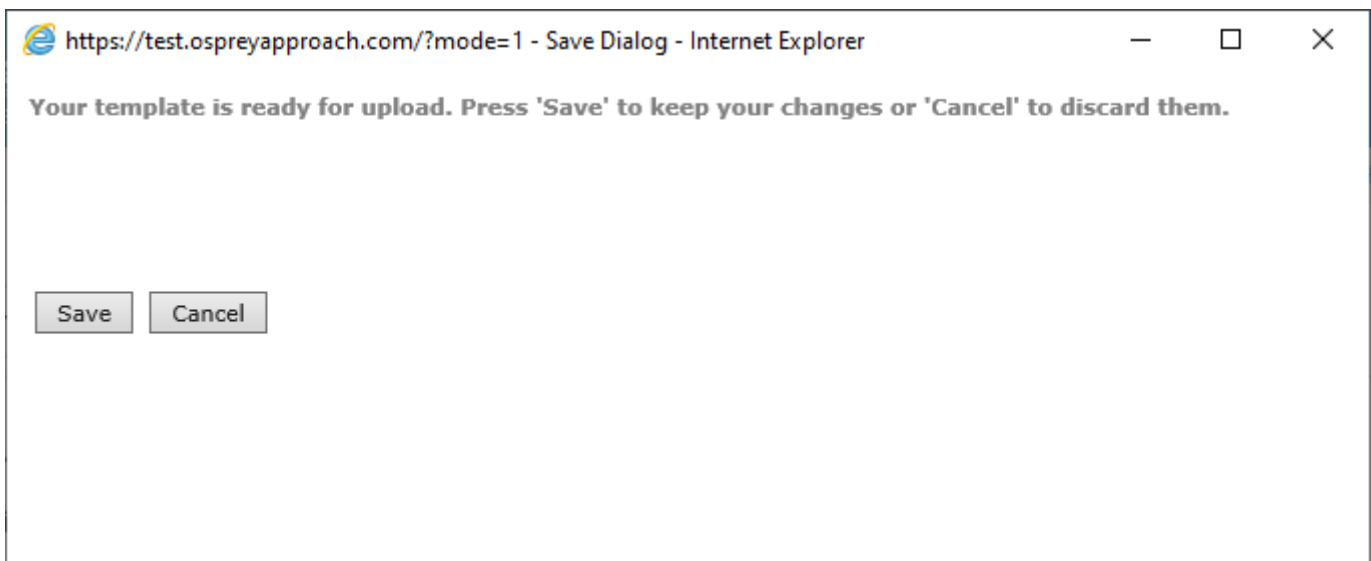 https://test.ospreyapproach.com/?mode=1 - Save Dialog - Internet Explorer
Your template is ready for upload. Press 'Save' to keep your changes or 'Cancel' to discard them.
Save Cancel